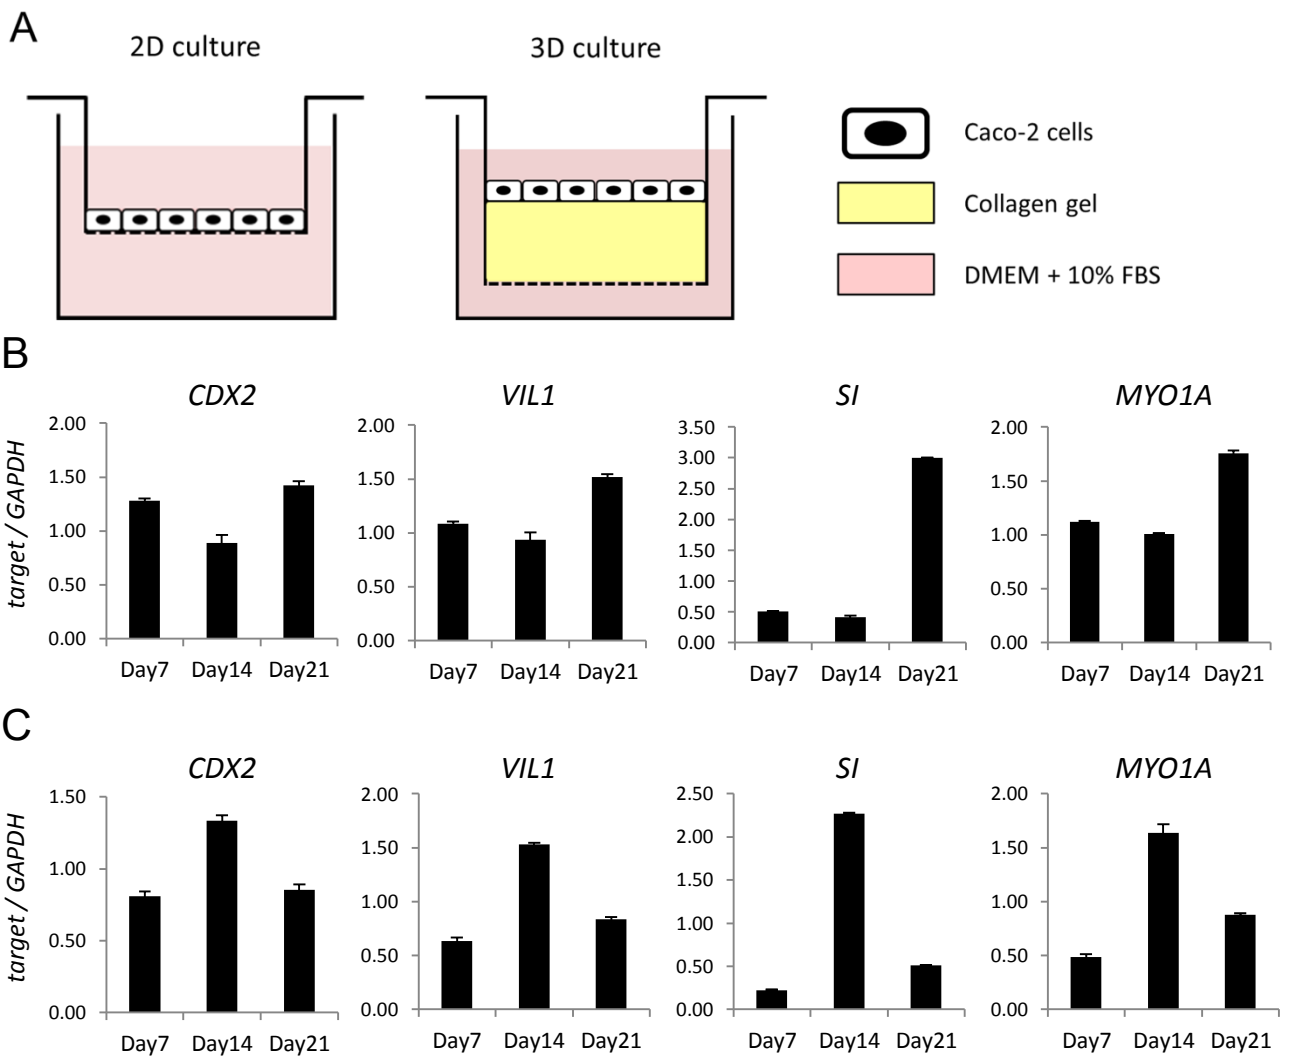 A
2D culture
3D culture
Caco-2 cells
Collagen gel
DMEM + 10% FBS
B
CDX2
VIL1
SI
MYO1A
target / GAPDH
2.00
1.50
1.00
0.50
0.00
Day7 Day14 Day21
2.00
1.50
1.00
0.50
0.00
Day7 Day14 Day21
3.50
3.00
2.50
2.00
1.50
1.00
0.50
0.00
Day7 Day14 Day21
2.00
1.50
1.00
0.50
0.00
Day7 Day14 Day21
C
CDX2
VIL1
SI
MYO1A
target / GAPDH
1.50
1.00
0.50
0.00
Day7 Day14 Day21
2.00
1.50
1.00
0.50
0.00
Day7 Day14 Day21
2.50
2.00
1.50
1.00
0.50
0.00
Day7 Day14 Day21
2.00
1.50
1.00
0.50
0.00
Day7 Day14 Day21